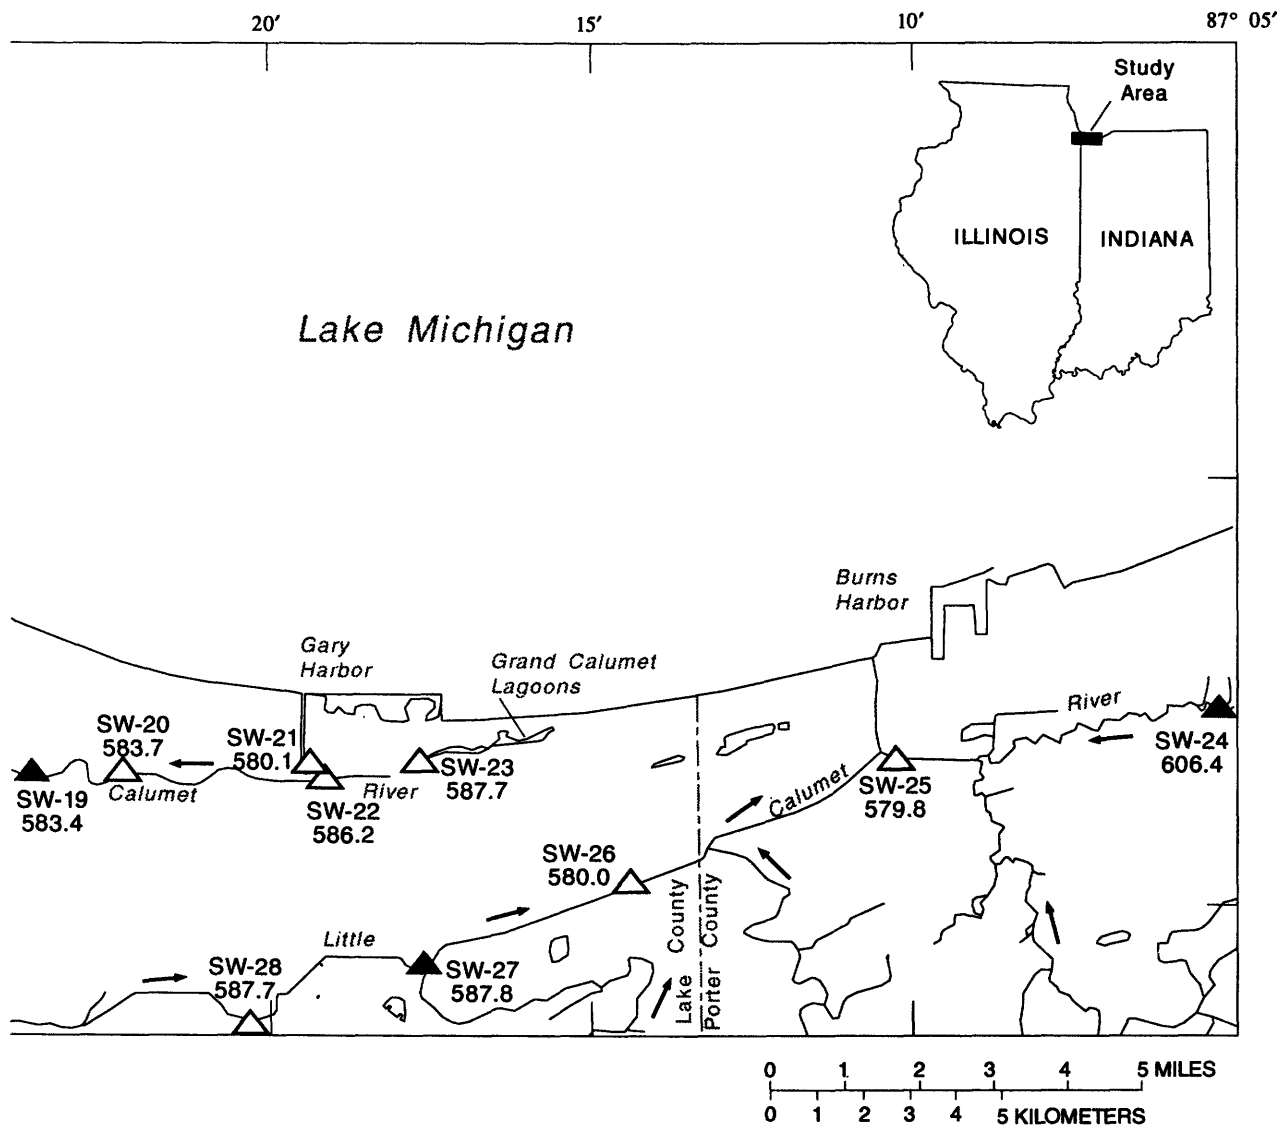 20' 15' 10' 87° 05'
Study
Area
ILLINOIS INDIANA
Lake Michigan
Burns
Harbor
Gary
Harbor
Grand Calumet
Lagoons
River
SW-20
583.7
SW-21
580.1
SW-23
587.7
SW-24
606.4
SW-19
583.4
Calumet
River
SW-22
586.2
Calumet
SW-25
579.8
SW-26
580.0
Lake County
Porter County
Little
SW-27
587.8
SW-28
587.7
0 1 2 3 4 5 MILES
0 1 2 3 4 5 KILOMETERS